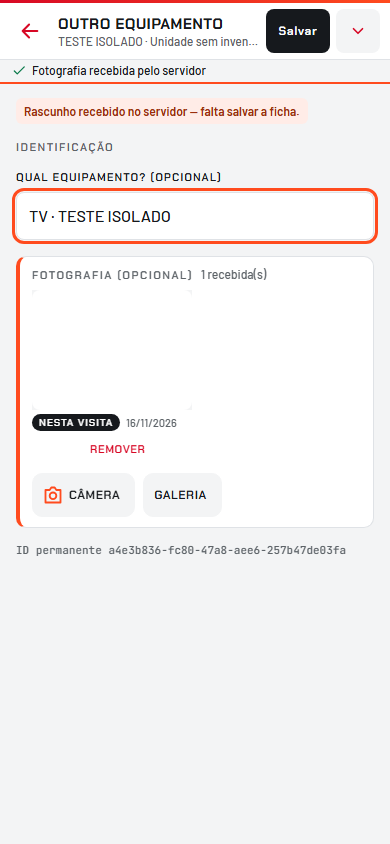 OUTRO EQUIPAMENTO
TESTE ISOLADO · Unidade sem inven...
Salvar
Fotografia recebida pelo servidor
Rascunho recebido no servidor — falta salvar a ficha.
IDENTIFICAÇÃO
QUAL EQUIPAMENTO? (OPCIONAL)
TV · TESTE ISOLADO
FOTOGRAFIA (OPCIONAL) 1 recebida(s)
NESTA VISITA 16/11/2026
REMOVER
CÂMERA GALERIA
ID permanente a4e3b836-fc80-47a8-aee6-257b47de03fa